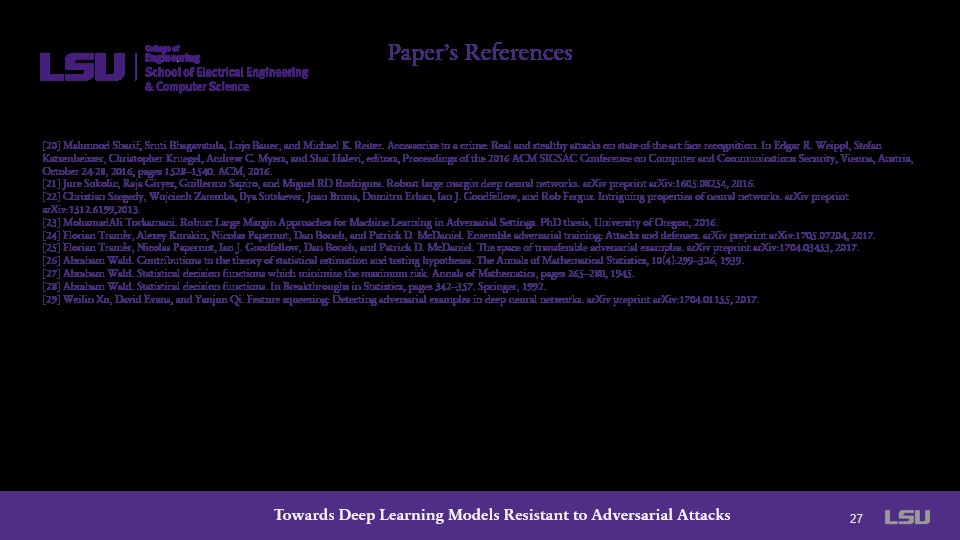 LSU
College of
Engineering
School of Electrical Engineering
& Computer Science
Paper's References
[20] Mahmood Sharif, Sruti Bhagavatula, Lujo Bauer, and Michael K. Reiter. Accessorize to a crime: Real and stealthy attacks on state-of-the-art face recognition. In Edgar R. Weippl, Stefan
Katzenbeisser, Christopher Kruegel, Andrew C. Myers, and Shai Halevi, editors, Proceedings of the 2016 ACM SIGSAC Conference on Computer and Communications Security, Vienna, Austria,
October 24-28, 2016, pages 1528–1540. ACM, 2016.
[21] Jure Sokolic, Raja Giryes, Guillermo Sapiro, and Miguel RD Rodrigues. Robust large margin deep neural networks. arXiv preprint arXiv:1605.08254, 2016.
[22] Christian Szegedy, Wojciech Zaremba, Ilya Sutskever, Joan Bruna, Dumitru Erhan, Ian J. Goodfellow, and Rob Fergus. Intriguing properties of neural networks. arXiv preprint
arXiv:1312.6199,2013.
[23] MohamadAli Torkamani. Robust Large Margin Approaches for Machine Learning in Adversarial Settings. PhD thesis, University of Oregon, 2016.
[24] Florian Tramèr, Alexey Kurakin, Nicolas Papernot, Dan Boneh, and Patrick D. McDaniel. Ensemble adversarial training: Attacks and defenses. arXiv preprint arXiv:1705.07204, 2017.
[25] Florian Tramèr, Nicolas Papernot, Ian J. Goodfellow, Dan Boneh, and Patrick D. McDaniel. The space of transferable adversarial examples. arXiv preprint arXiv:1704.03453, 2017.
[26] Abraham Wald. Contributions to the theory of statistical estimation and testing hypotheses. The Annals of Mathematical Statistics, 10(4):299–326, 1939.
[27] Abraham Wald. Statistical decision functions which minimize the maximum risk. Annals of Mathematics, pages 265–280, 1945.
[28] Abraham Wald. Statistical decision functions. In Breakthroughs in Statistics, pages 342–357. Springer, 1992.
[29] Weilin Xu, David Evans, and Yanjun Qi. Feature squeezing: Detecting adversarial examples in deep neural networks. arXiv preprint arXiv:1704.01155, 2017.
Towards Deep Learning Models Resistant to Adversarial Attacks
27
LSU